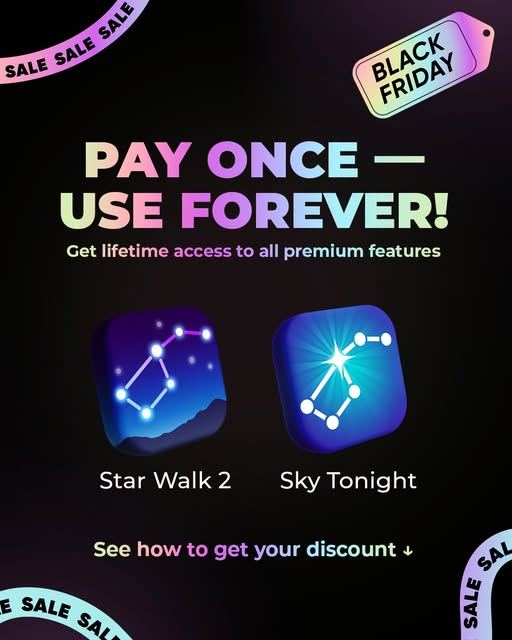 SALE SALE SALE
BLACK
FRIDAY
PAY ONCE —
USE FOREVER!
Get lifetime access to all premium features
Star Walk 2
Sky Tonight
See how to get your discount ↓
SALE SALE
SALE